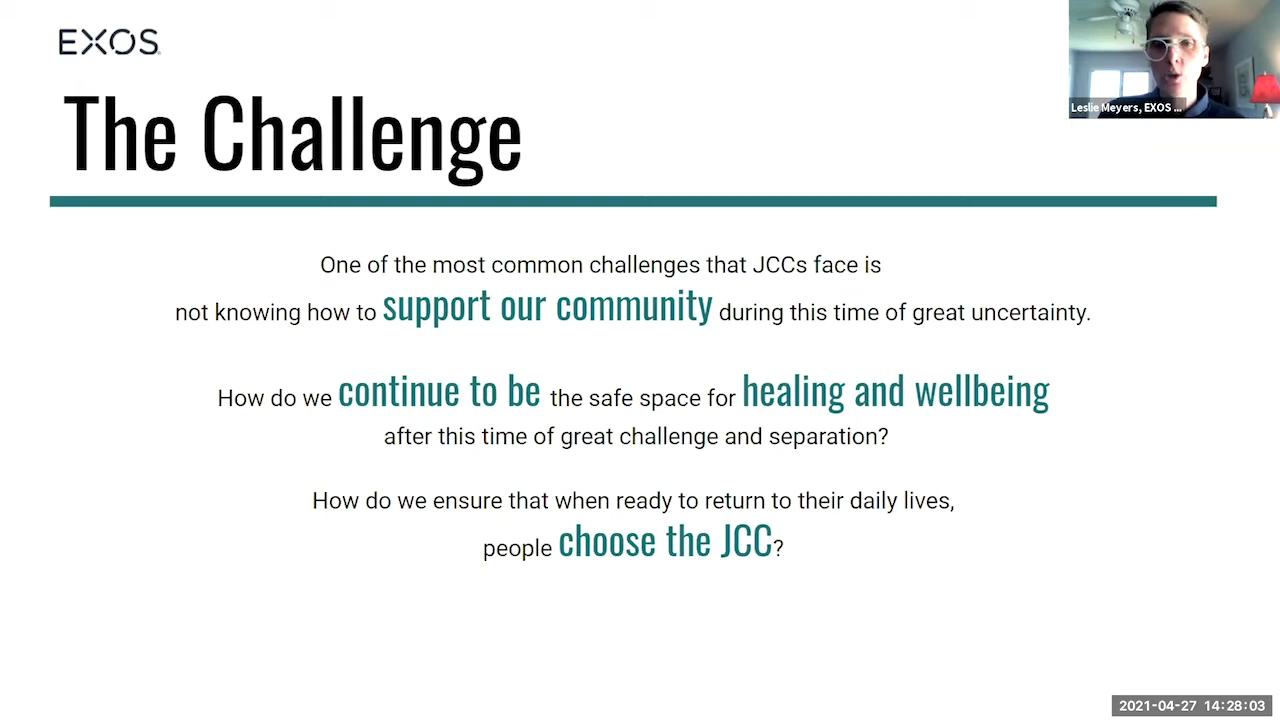 EXOS
The Challenge
Leslie Meyers, EXOS ...
One of the most common challenges that JCCs face is
not knowing how to support our community during this time of great uncertainty.
How do we continue to be the safe space for healing and wellbeing
after this time of great challenge and separation?
How do we ensure that when ready to return to their daily lives,
people choose the JCC?
2021-04-27 14:28:03